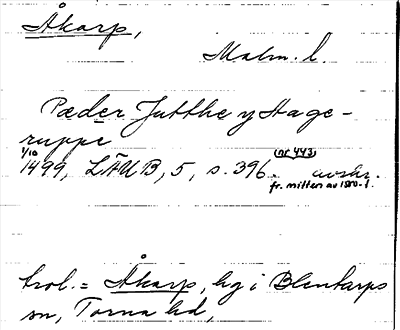 Åkarp,
Malm. l.
Pæder Jutthe y Hage-
ruppe
1/10
1499, LÄUB, 5, s. 396. (nr 443) avskr.
fr. mitten av 1500-t.
trol. = Åkarp, by i Blentarps
sn, Torna hd,